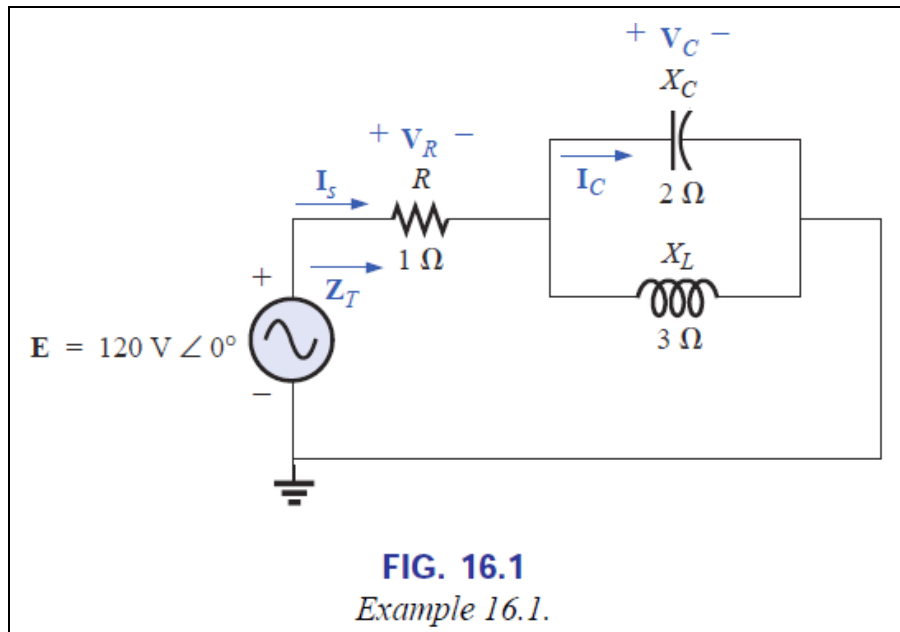 + V_C −
X_C
+ V_R −
I_s
R
I_C
2 Ω
1 Ω
X_L
+
Z_T
3 Ω
E = 120 V ∠ 0°
−
FIG. 16.1
Example 16.1.